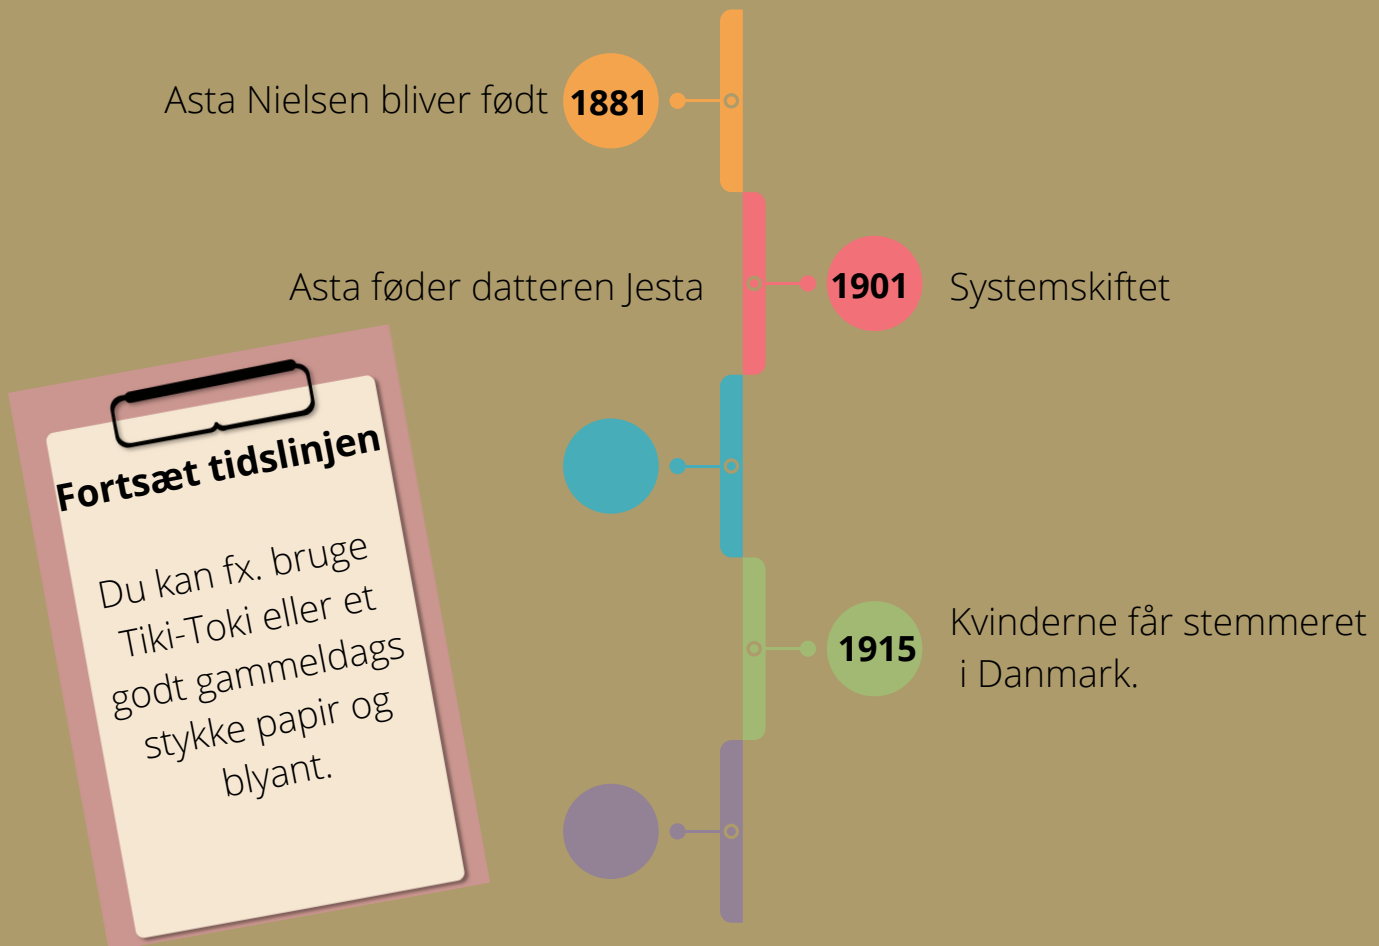 Asta Nielsen bliver født
1881
Asta føder datteren Jesta
1901
Systemskiftet
Fortsæt tidslinjen
Du kan fx. bruge
Tiki-Toki eller et
godt gammeldags
stykke papir og
blyant.
1915
Kvinderne får stemmeret
i Danmark.